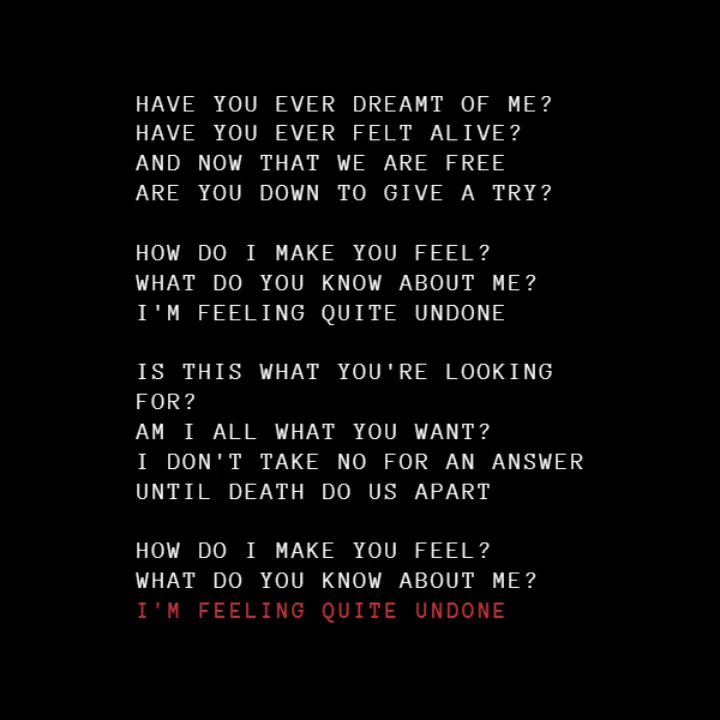 HAVE YOU EVER DREAMT OF ME?
HAVE YOU EVER FELT ALIVE?
AND NOW THAT WE ARE FREE
ARE YOU DOWN TO GIVE A TRY?
HOW DO I MAKE YOU FEEL?
WHAT DO YOU KNOW ABOUT ME?
I'M FEELING QUITE UNDONE
IS THIS WHAT YOU'RE LOOKING
FOR?
AM I ALL WHAT YOU WANT?
I DON'T TAKE NO FOR AN ANSWER
UNTIL DEATH DO US APART
HOW DO I MAKE YOU FEEL?
WHAT DO YOU KNOW ABOUT ME?
I'M FEELING QUITE UNDONE